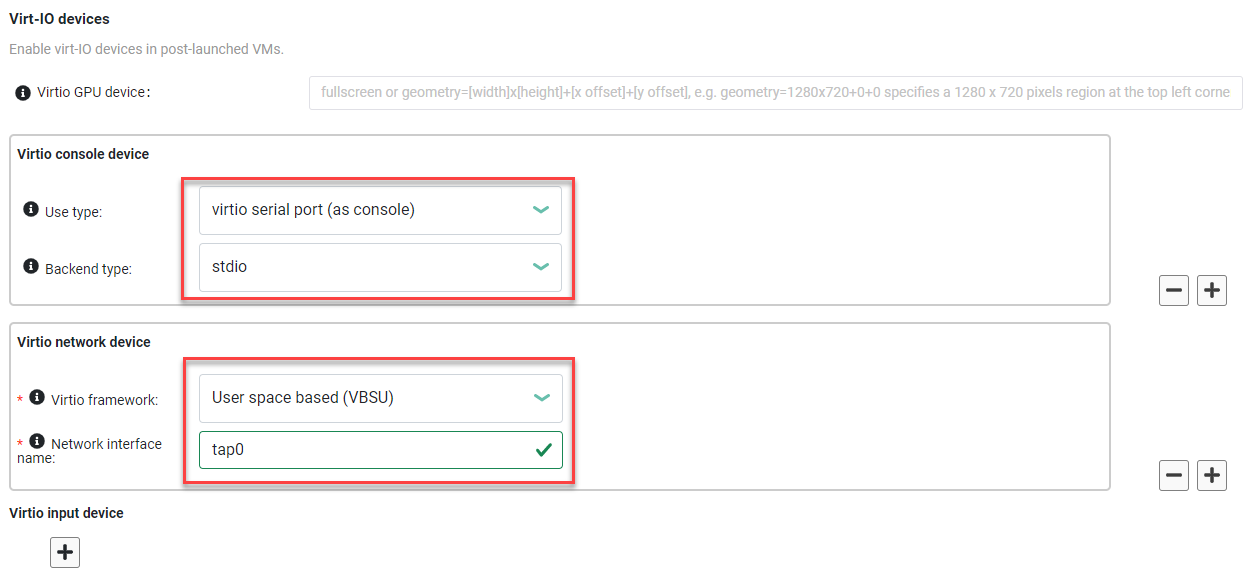 Virt-IO devices
Enable virt-IO devices in post-launched VMs.
Virtio GPU device:
fullscreen or geometry=[width]x[height]+[x offset]+[y offset], e.g. geometry=1280x720+0+0 specifies a 1280 x 720 pixels region at the top left corne
Virtio console device
Use type:
virtio serial port (as console)
Backend type:
stdio
Virtio network device
* Virtio framework:
User space based (VBSU)
* Network interface
name:
tap0
Virtio input device